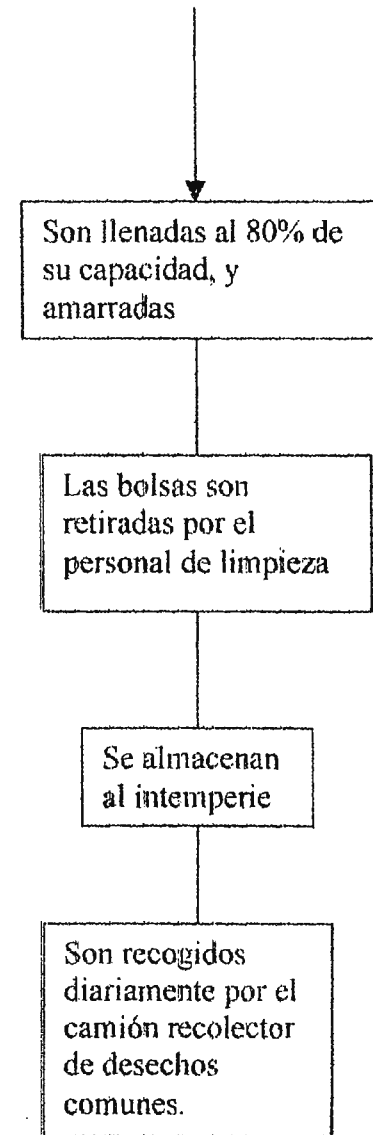 Son llenadas al 80% de
su capacidad, y
amarradas
Las bolsas son
retiradas por el
personal de limpieza
Se almacenan
al intemperie
Son recogidos
diariamente por el
camión recolector
de desechos
comunes.